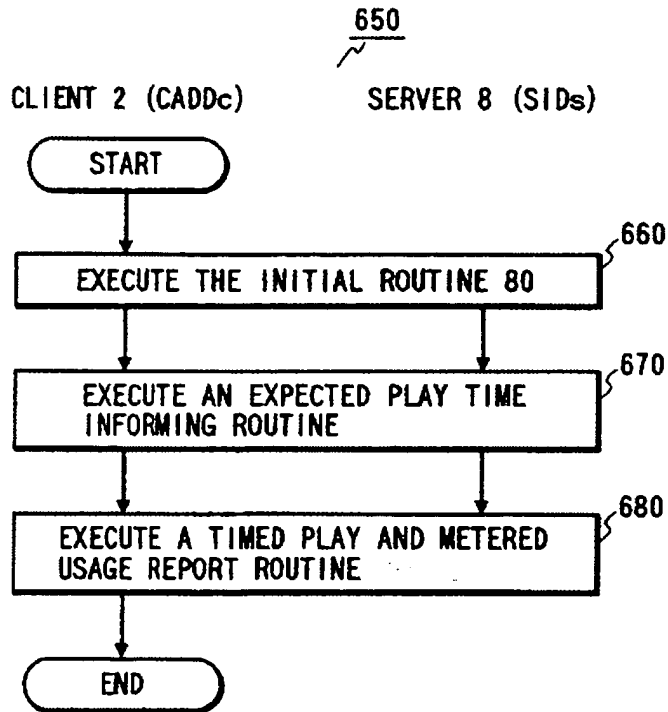 650
CLIENT 2 (CADDc)
SERVER 8 (SIDs)
START
660
EXECUTE THE INITIAL ROUTINE 80
670
EXECUTE AN EXPECTED PLAY TIME
INFORMING ROUTINE
680
EXECUTE A TIMED PLAY AND METERED
USAGE REPORT ROUTINE
END